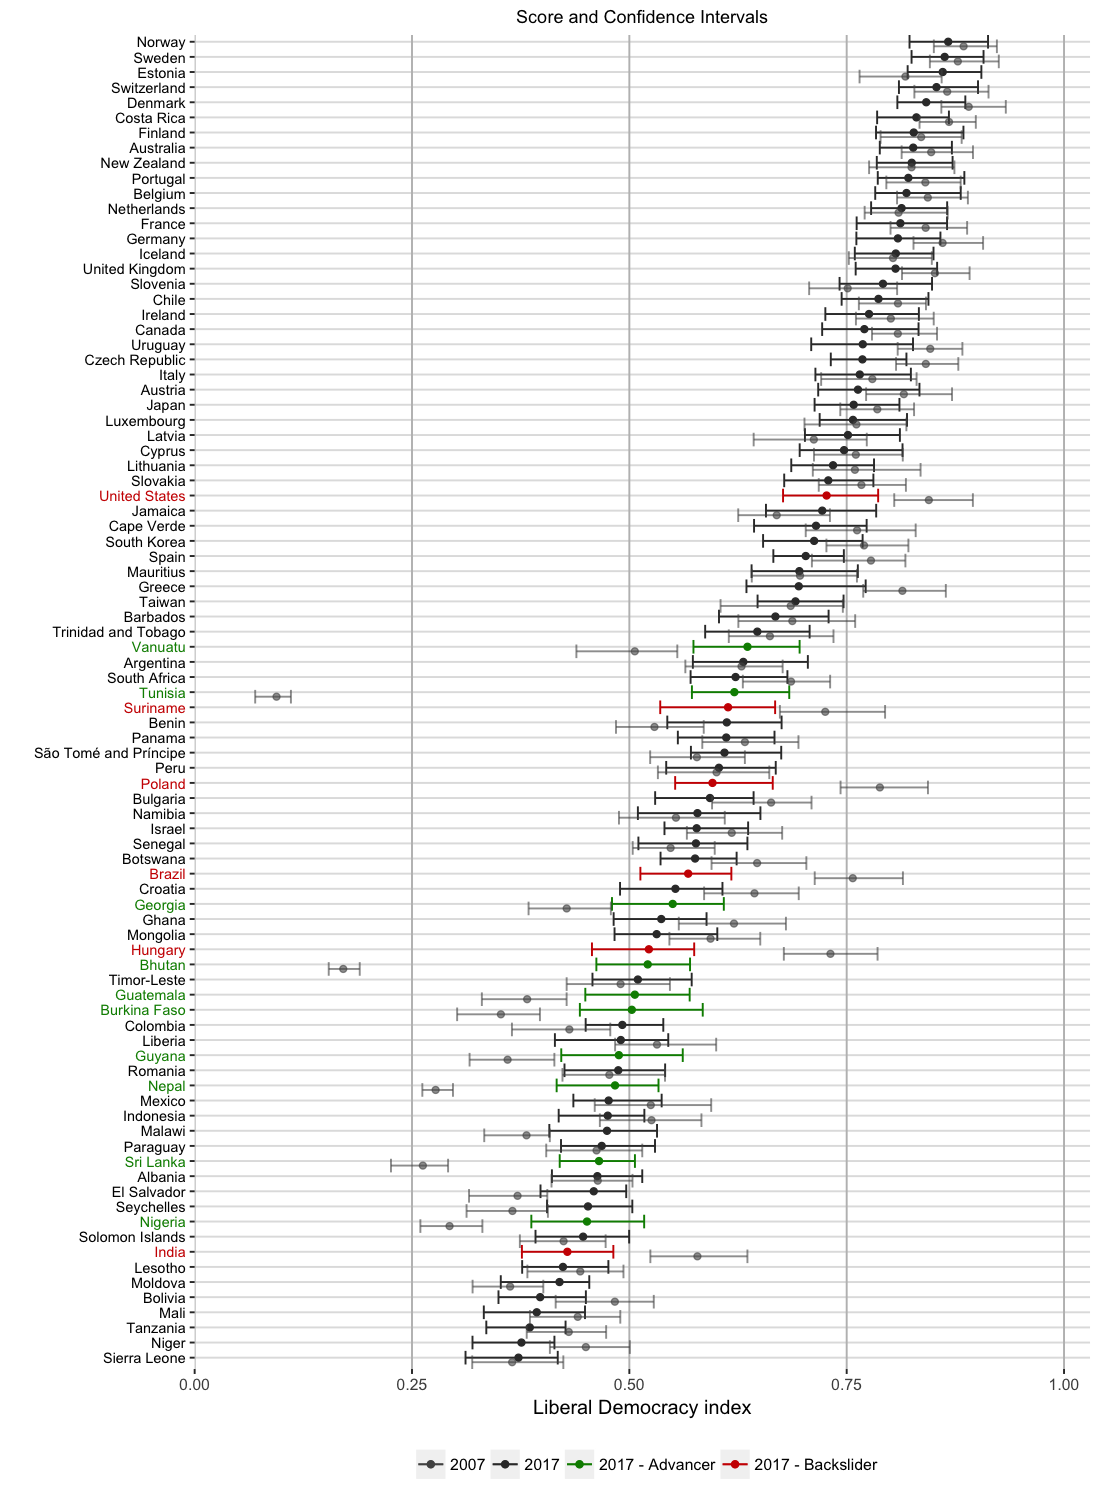 Score and Confidence Intervals
Norway
Sweden
Estonia
Switzerland
Denmark
Costa Rica
Finland
Australia
New Zealand
Portugal
Belgium
Netherlands
France
Germany
Iceland
United Kingdom
Slovenia
Chile
Ireland
Canada
Uruguay
Czech Republic
Italy
Austria
Japan
Luxembourg
Latvia
Cyprus
Lithuania
Slovakia
United States
Jamaica
Cape Verde
South Korea
Spain
Mauritius
Greece
Taiwan
Barbados
Trinidad and Tobago
Vanuatu
Argentina
South Africa
Tunisia
Suriname
Benin
Panama
São Tomé and Príncipe
Peru
Poland
Bulgaria
Namibia
Israel
Senegal
Botswana
Brazil
Croatia
Georgia
Ghana
Mongolia
Hungary
Bhutan
Timor-Leste
Guatemala
Burkina Faso
Colombia
Liberia
Guyana
Romania
Nepal
Mexico
Indonesia
Malawi
Paraguay
Sri Lanka
Albania
El Salvador
Seychelles
Nigeria
Solomon Islands
India
Lesotho
Moldova
Bolivia
Mali
Tanzania
Niger
Sierra Leone
0.00 0.25 0.50 0.75 1.00
Liberal Democracy index
2007 2017 2017 - Advancer 2017 - Backslider